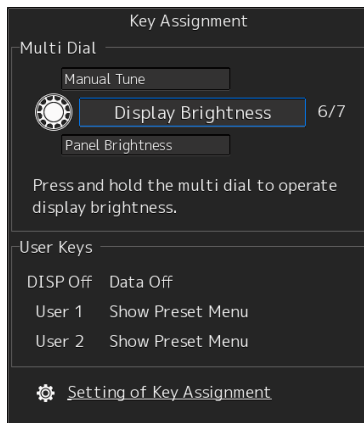 Key Assignment
Multi Dial
Manual Tune
Display Brightness 6/7
Panel Brightness
Press and hold the multi dial to operate
display brightness.
User Keys
DISP Off Data Off
User 1 Show Preset Menu
User 2 Show Preset Menu
Setting of Key Assignment